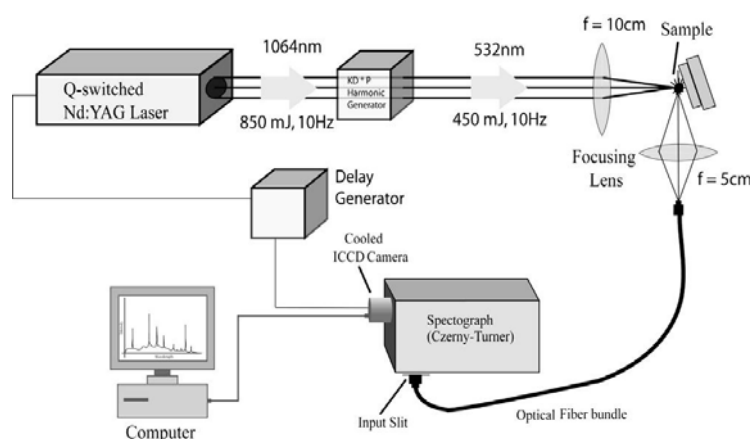 1064nm
532nm
f = 10cm
Sample
Q-switched
Nd:YAG Laser
KD*P
Harmonic
Generator
850 mJ, 10Hz
450 mJ, 10Hz
Focusing
Lens
f = 5cm
Delay
Generator
Cooled
ICCD Camera
Spectograph
(Czerny-Turner)
Input Slit
Optical Fiber bundle
Computer